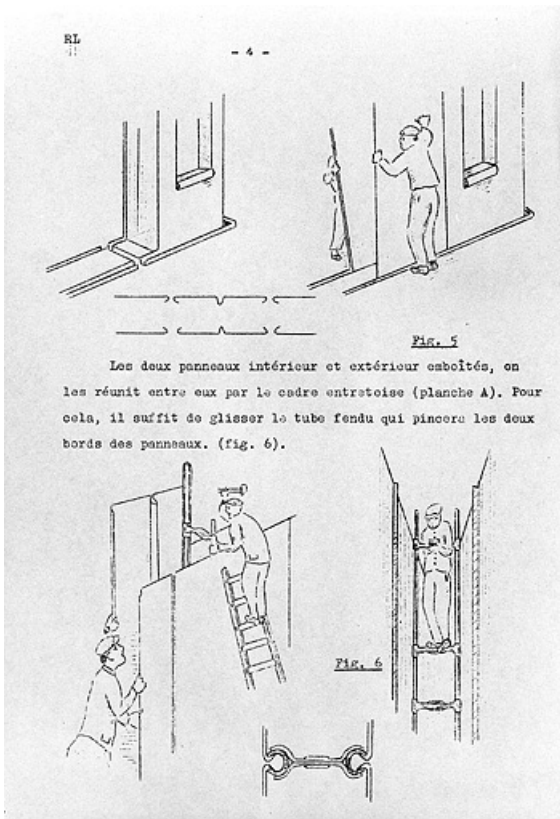 RL
- 4 -
Fig. 5
Les deux panneaux intérieur et extérieur emboîtés, on
les réunit entre eux par le cadre entretoise (planche A). Pour
cela, il suffit de glisser le tube fendu qui pincera les deux
bords des panneaux. (fig. 6).
Fig. 6